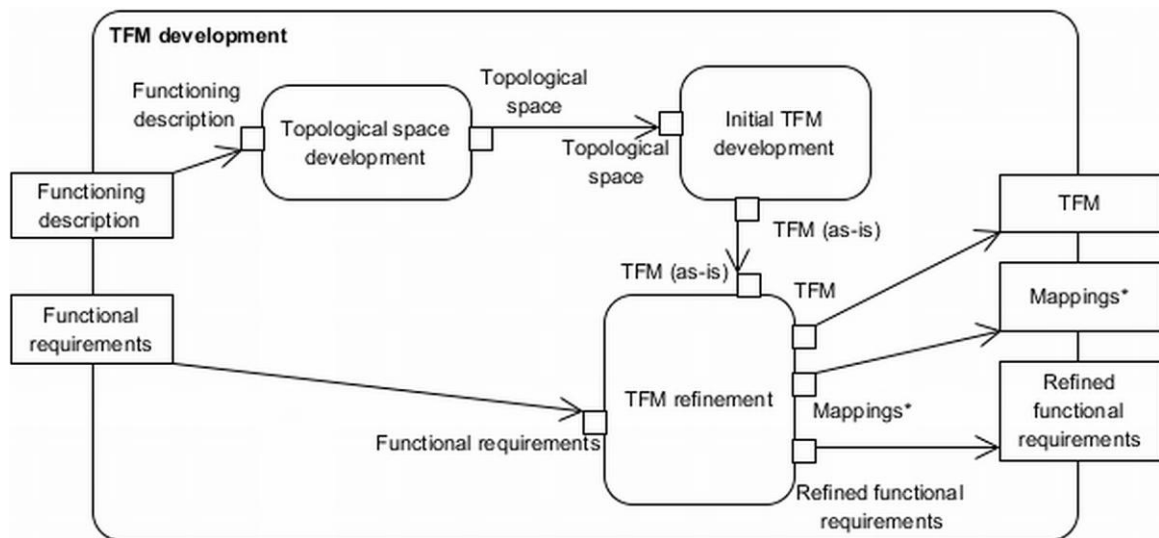 TFM development
Functioning
description
Topological
space
Topological space
development
Initial TFM
development
Topological
space
Functioning
description
TFM
TFM (as-is)
TFM (as-is)
TFM
Mappings*
Functional
requirements
TFM refinement
Mappings*
Refined
functional
requirements
Functional requirements
Refined functional
requirements